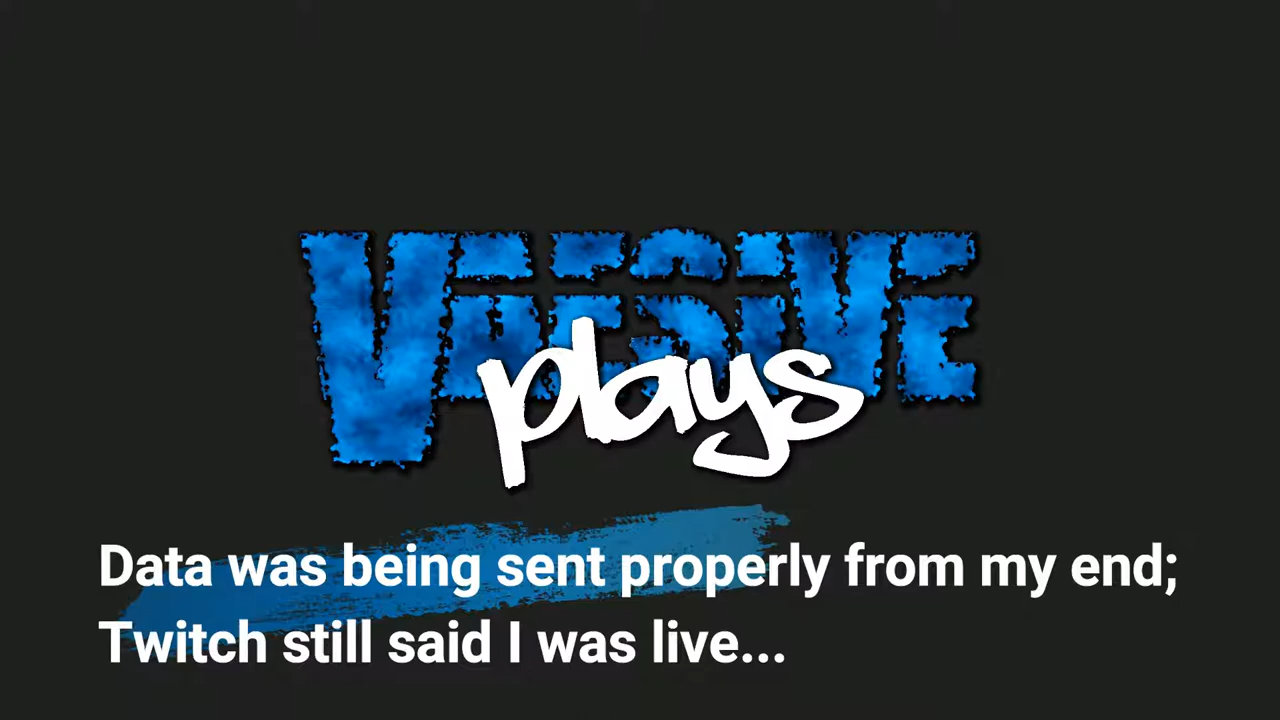 plays
Data was being sent properly from my end;
Twitch still said I was live...